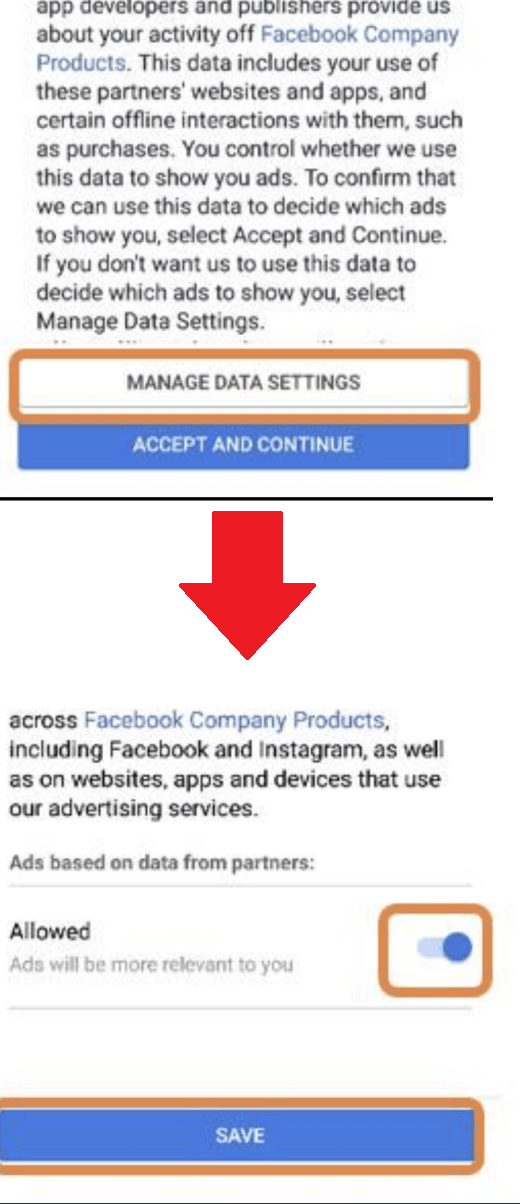 app developers and publishers provide us
about your activity off Facebook Company
Products. This data includes your use of
these partners' websites and apps, and
certain offline interactions with them, such
as purchases. You control whether we use
this data to show you ads. To confirm that
we can use this data to decide which ads
to show you, select Accept and Continue.
If you don't want us to use this data to
decide which ads to show you, select
Manage Data Settings.
MANAGE DATA SETTINGS
ACCEPT AND CONTINUE
across Facebook Company Products,
including Facebook and Instagram, as well
as on websites, apps and devices that use
our advertising services.
Ads based on data from partners:
Allowed
Ads will be more relevant to you
SAVE